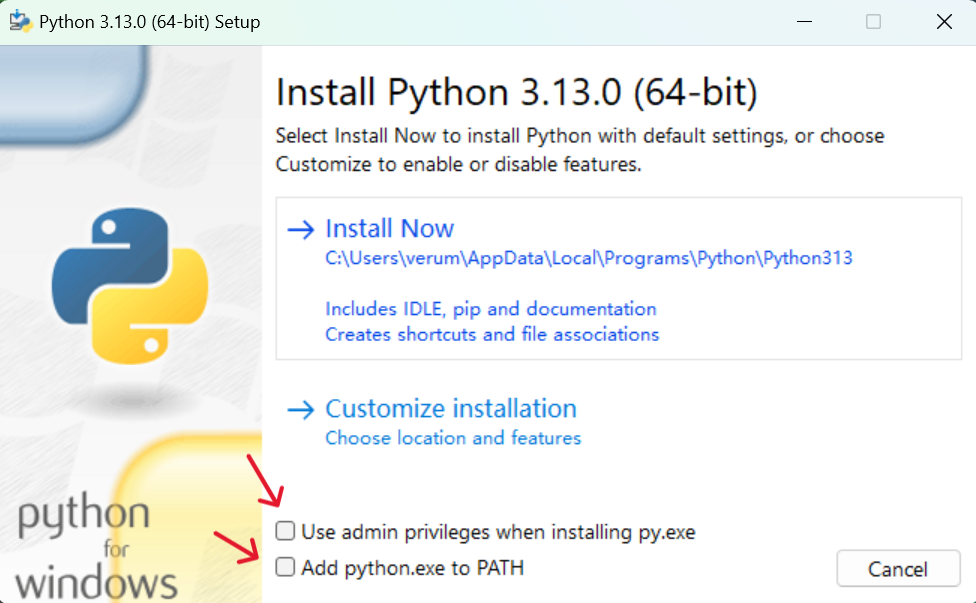 Python 3.13.0 (64-bit) Setup
Install Python 3.13.0 (64-bit)
Select Install Now to install Python with default settings, or choose
Customize to enable or disable features.
Install Now
C:\Users\verum\AppData\Local\Programs\Python\Python313
Includes IDLE, pip and documentation
Creates shortcuts and file associations
Customize installation
Choose location and features
Use admin privileges when installing py.exe
Add python.exe to PATH
Cancel
python
for
windows